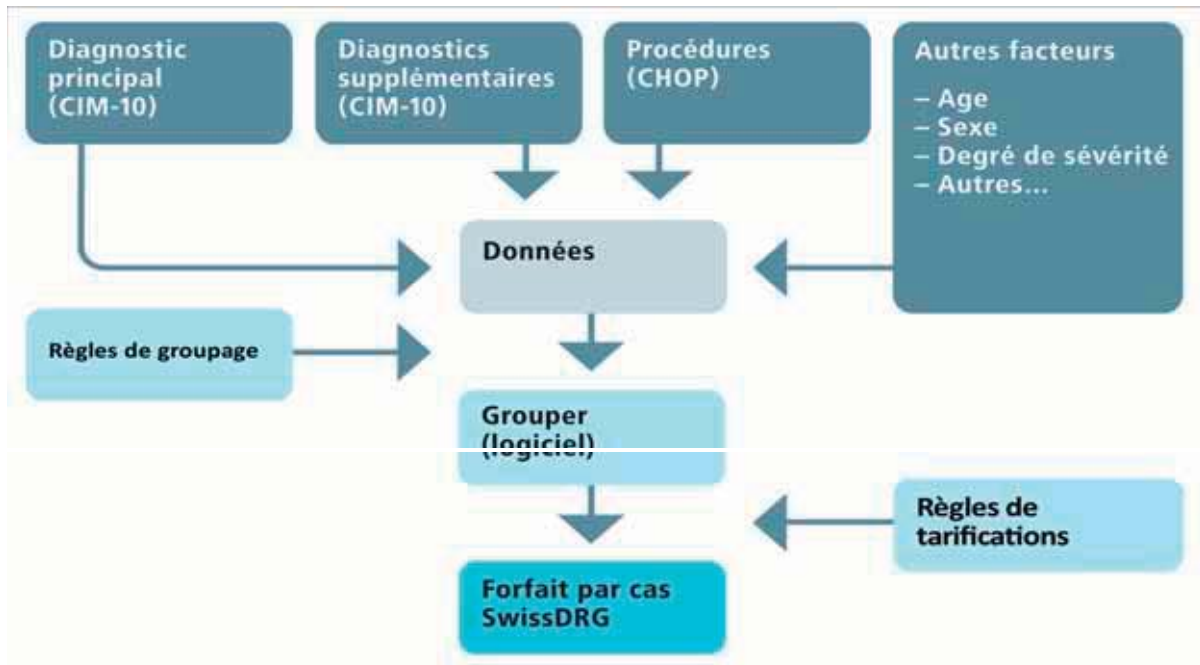 Diagnostic
principal
(CIM-10)
Diagnostics
supplémentaires
(CIM-10)
Procédures
(CHOP)
Autres facteurs
– Age
– Sexe
– Degré de sévérité
– Autres...
Données
Règles de groupage
Grouper
(logiciel)
Règles de
tarifications
Forfait par cas
SwissDRG